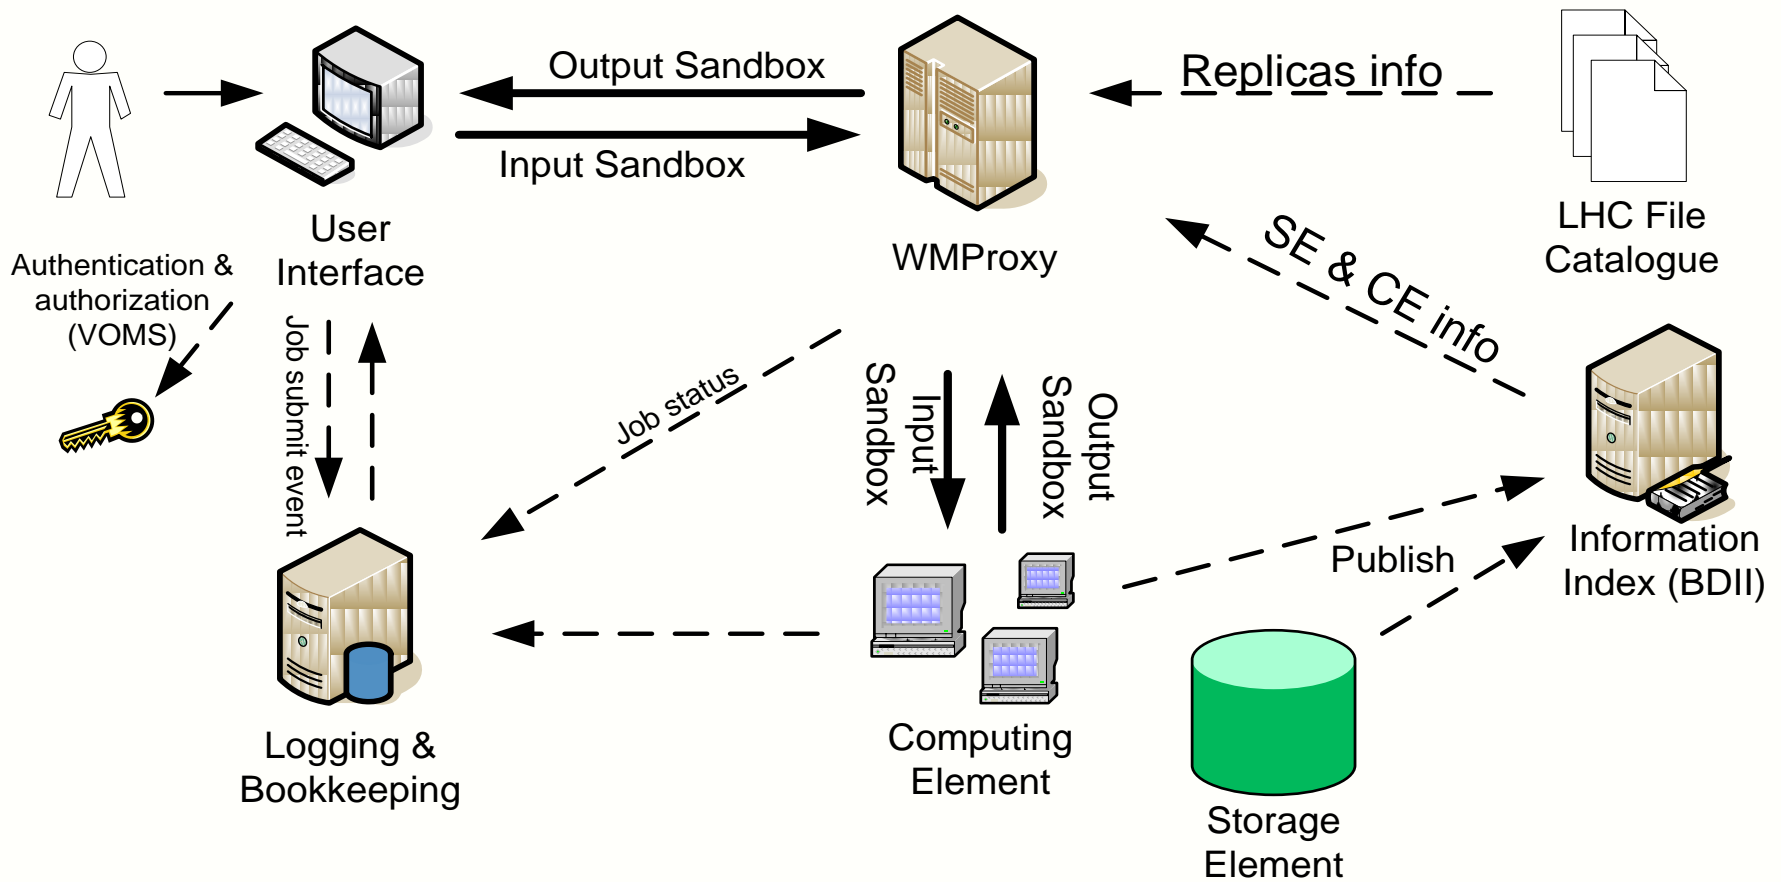 Output Sandbox
Input Sandbox
Replicas info
User
Interface
WMProxy
LHC File
Catalogue
Authentication &
authorization
(VOMS)
SE & CE info
Job submit event
Job status
Input
Sandbox
Output
Sandbox
Publish
Information
Index (BDII)
Logging &
Bookkeeping
Computing
Element
Storage
Element